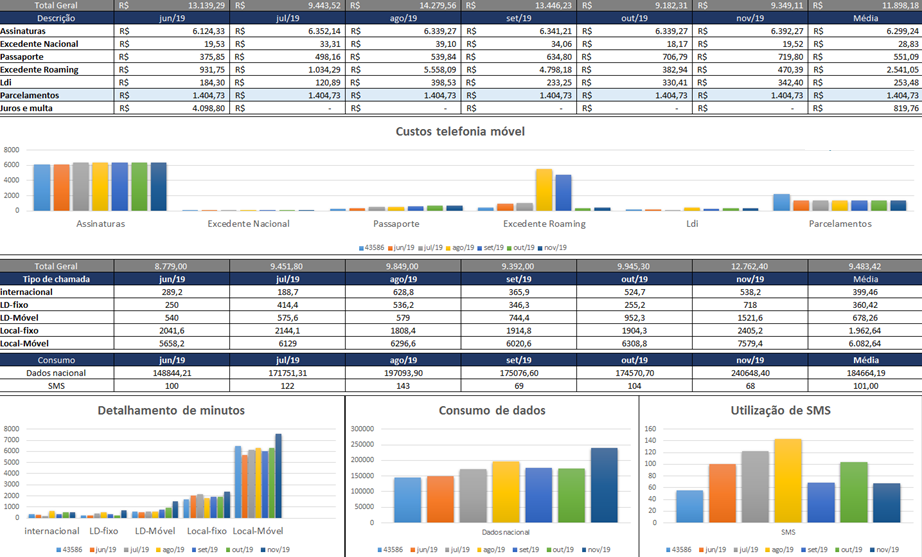 Total Geral R$ 13.139,29 R$ 9.443,52 R$ 14.279,56 R$ 13.446,23 R$ 9.182,31 R$ 9.349,11 R$ 11.898,18
Descrição jun/19 jul/19 ago/19 set/19 out/19 nov/19 Média
Assinaturas R$ 6.124,33 R$ 6.352,14 R$ 6.339,27 R$ 6.341,21 R$ 6.339,27 R$ 6.392,27 R$ 6.299,24
Excedente Nacional R$ 19,53 R$ 33,31 R$ 39,10 R$ 34,06 R$ 18,17 R$ 19,52 R$ 28,83
Passaporte R$ 375,85 R$ 498,16 R$ 539,84 R$ 634,80 R$ 706,79 R$ 719,80 R$ 551,09
Excedente Roaming R$ 931,75 R$ 1.034,29 R$ 5.558,09 R$ 4.798,18 R$ 382,94 R$ 470,39 R$ 2.541,05
Ldi R$ 184,30 R$ 120,89 R$ 398,53 R$ 233,25 R$ 330,41 R$ 342,40 R$ 253,48
Parcelamentos R$ 1.404,73 R$ 1.404,73 R$ 1.404,73 R$ 1.404,73 R$ 1.404,73 R$ 1.404,73 R$ 1.404,73
Juros e multa R$ 4.098,80 R$ - R$ - R$ - R$ - R$ - R$ 819,76
Custos telefonia móvel
8000
6000
4000
2000
0
Assinaturas Excedente Nacional Passaporte Excedente Roaming Ldi Parcelamentos
43586 jun/19 jul/19 ago/19 set/19 out/19 nov/19
Total Geral 8.779,00 9.451,80 9.849,00 9.392,00 9.945,30 12.762,40 9.483,42
Tipo de chamada jun/19 jul/19 ago/19 set/19 out/19 nov/19 Média
internacional 289,2 188,7 628,8 365,9 524,7 538,2 399,46
LD-fixo 250 414,4 536,2 346,3 255,2 718 360,42
LD-Móvel 540 575,6 579 744,4 952,3 1521,6 678,26
Local-fixo 2041,6 2144,1 1808,4 1914,8 1904,3 2405,2 1.962,64
Local-Móvel 5658,2 6129 6296,6 6020,6 6308,8 7579,4 6.082,64
Consumo jun/19 jul/19 ago/19 set/19 out/19 nov/19 Média
Dados nacional 148844,21 171751,31 197093,90 175076,60 174570,70 240648,40 184664,19
SMS 100 122 143 69 104 68 101,00
Detalhamento de minutos
8000
7000
6000
5000
4000
3000
2000
1000
0
internacional LD-fixo LD-Móvel Local-fixo Local-Móvel
43586 jun/19 jul/19 ago/19 set/19 out/19 nov/19
Consumo de dados
300000
250000
200000
150000
100000
50000
0
Dados nacional
43586 jun/19 jul/19 ago/19 set/19 out/19 nov/19
Utilização de SMS
160
140
120
100
80
60
40
20
0
SMS
43586 jun/19 jul/19 ago/19 set/19 out/19 nov/19